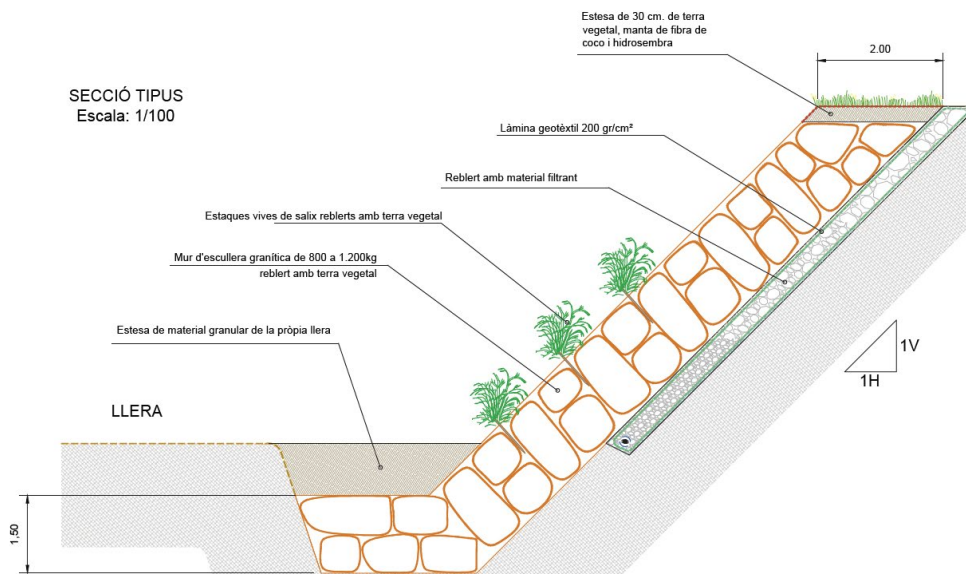 Estesa de 30 cm. de terra
vegetal, manta de fibra de
coco i hidrosembra
2.00
SECCIÓ TIPUS
Escala: 1/100
Làmina geotèxtil 200 gr/cm²
Reblert amb material filtrant
Estaques vives de salix reblerts amb terra vegetal
Mur d'escullera granítica de 800 a 1.200kg
reblert amb terra vegetal
Estesa de material granular de la pròpia llera
1V
1H
LLERA
1,50